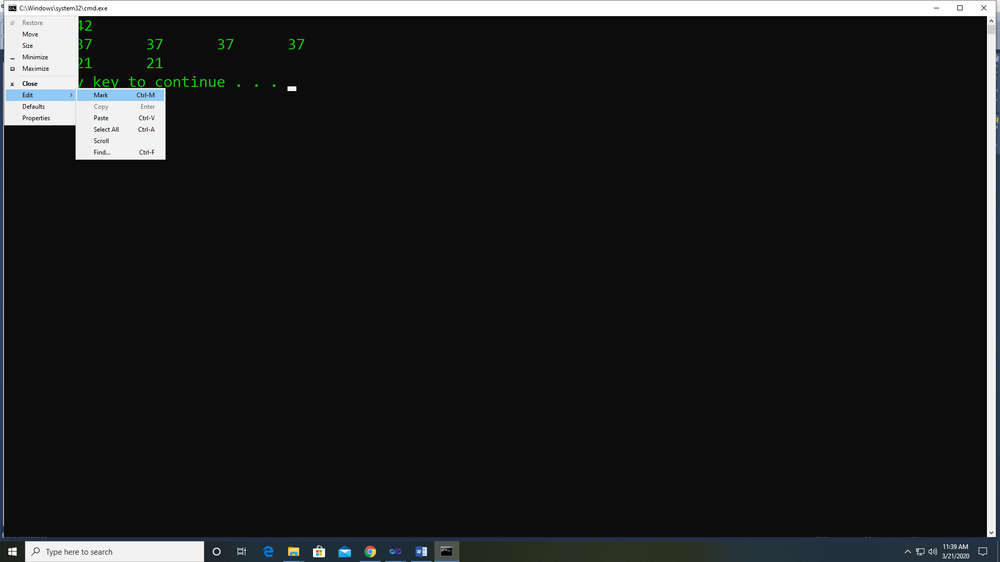 C:\Windows\system32\cmd.exe
Restore
42
Move
37 37 37 37
Size
Minimize
21 21
Maximize
Close
key to continue . . .
Edit
Mark Ctrl-M
Defaults
Copy Enter
Properties
Paste Ctrl-V
Select All Ctrl-A
Scroll
Find... Ctrl-F
Type here to search
11:39 AM
3/21/2020